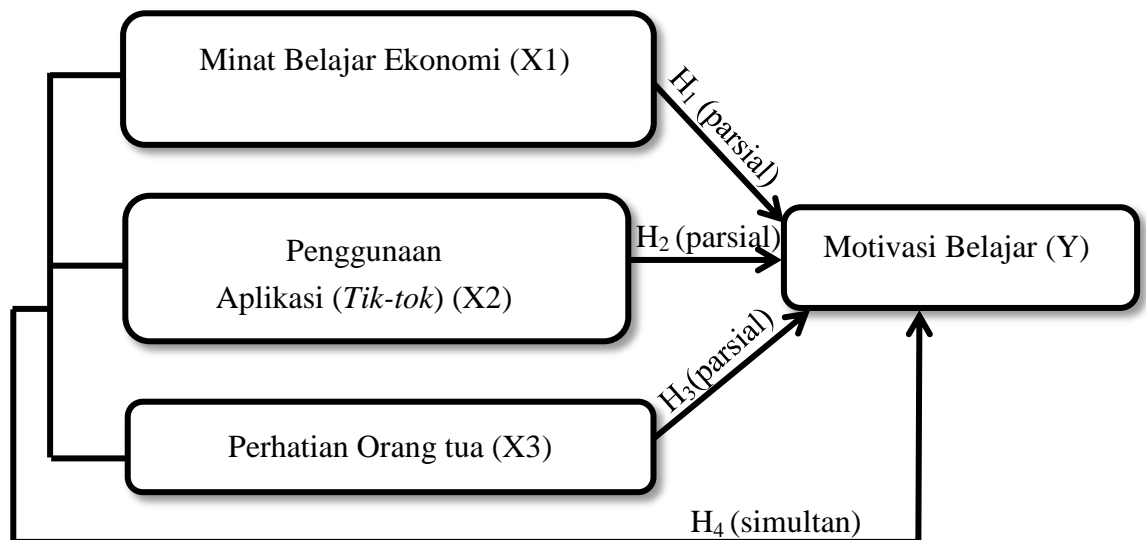 Minat Belajar Ekonomi (X1)
H₁ (parsial)
Penggunaan
Aplikasi (Tik-tok) (X2)
H₂ (parsial)
Motivasi Belajar (Y)
Perhatian Orang tua (X3)
H₃(parsial)
H₄ (simultan)